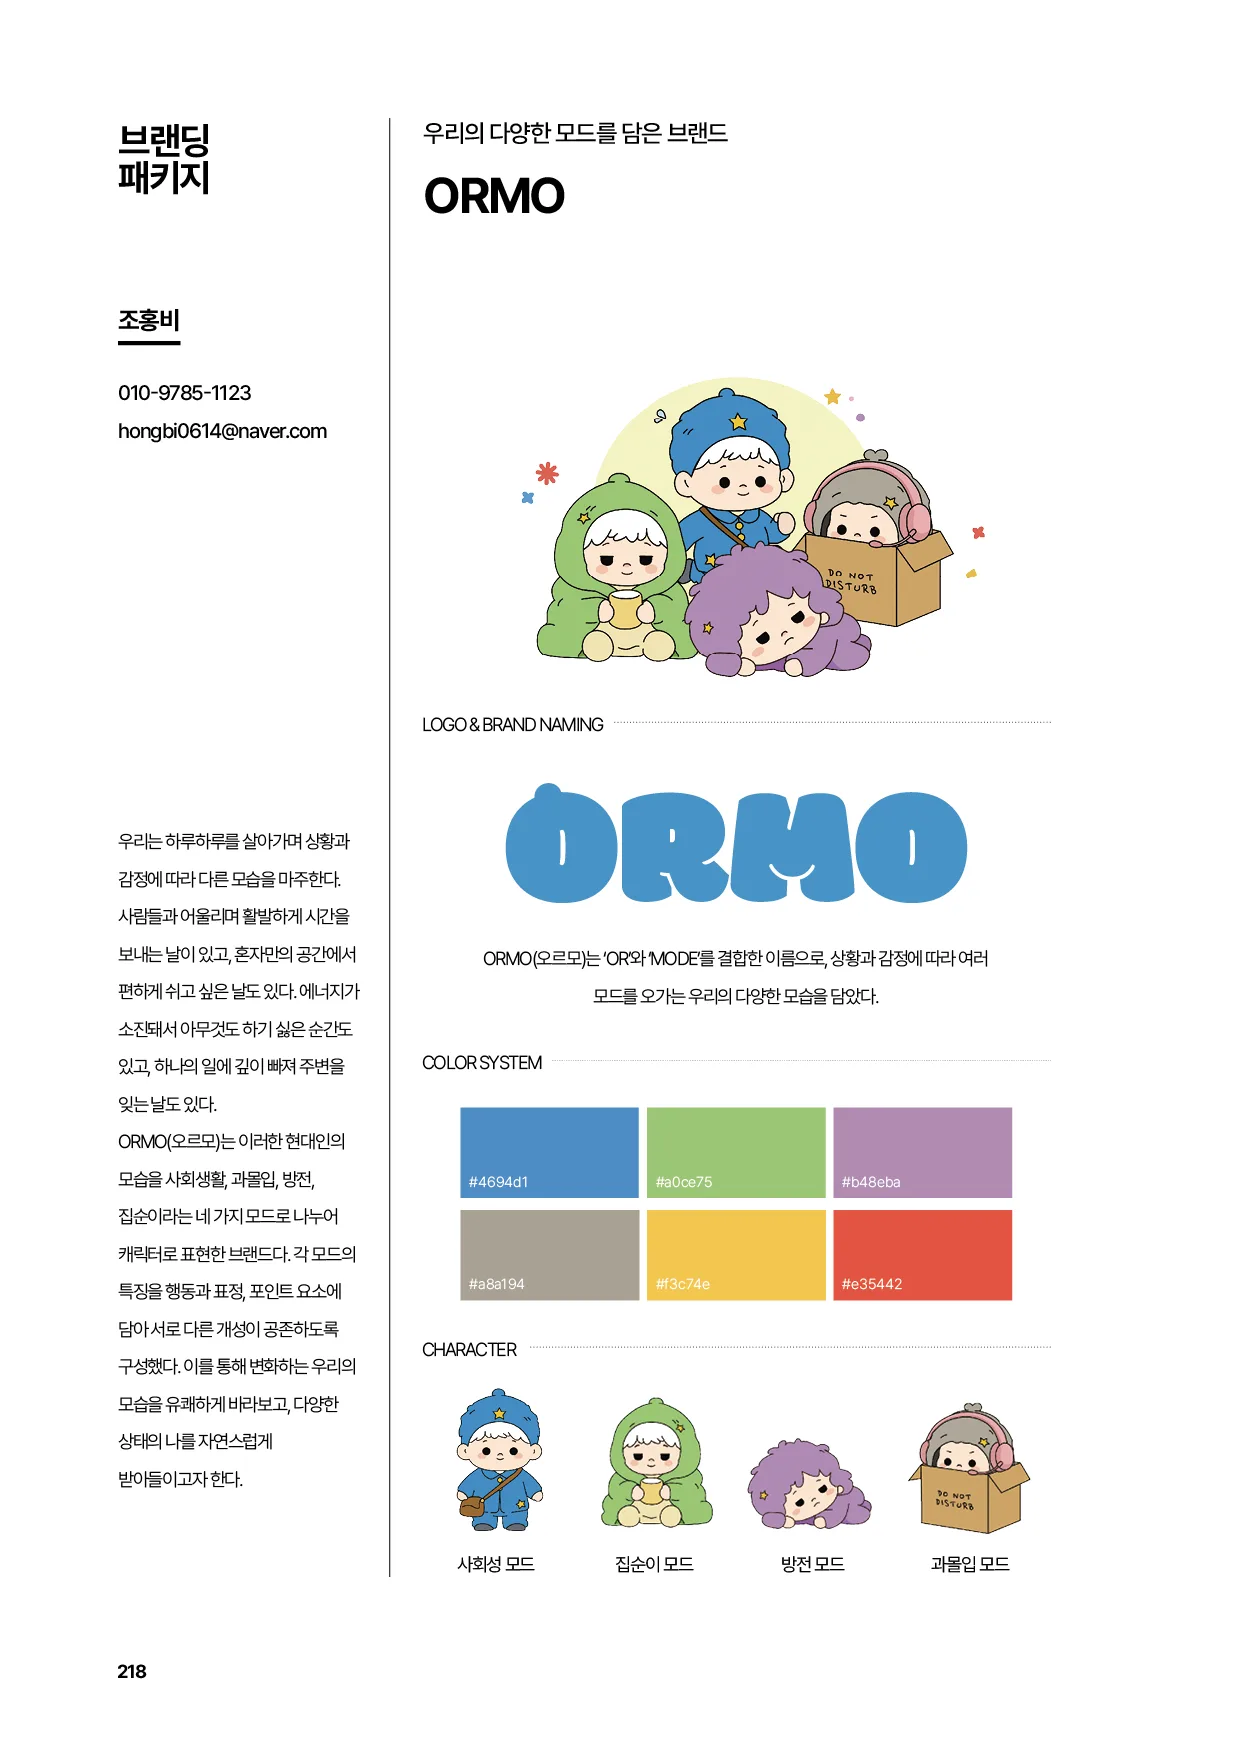 브랜딩
패키지
조홍비
010-9785-1123
hongbi0614@naver.com
우리는 하루하루를 살아가며 상황과
감정에 따라 다른 모습을 마주한다.
사람들과 어울리며 활발하게 시간을
보내는 날이 있고, 혼자만의 공간에서
편하게 쉬고 싶은 날도 있다. 에너지가
소진돼서 아무것도 하기 싫은 순간도
있고, 하나의 일에 깊이 빠져 주변을
잊는 날도 있다.
ORMO(오르모)는 이러한 현대인의
모습을 사회생활, 과몰입, 방전,
집순이라는 네 가지 모드로 나누어
캐릭터로 표현한 브랜드다. 각 모드의
특징을 행동과 표정, 포인트 요소에
담아 서로 다른 개성이 공존하도록
구성했다. 이를 통해 변화하는 우리의
모습을 유쾌하게 바라보고, 다양한
상태의 나를 자연스럽게
받아들이고자 한다.
218
우리의 다양한 모드를 담은 브랜드
ORMO
DO NOT
DISTURB
LOGO & BRAND NAMING
ORMO
ORMO(오르모)는 ‘OR’와 ‘MODE’를 결합한 이름으로, 상황과 감정에 따라 여러
모드를 오가는 우리의 다양한 모습을 담았다.
COLOR SYSTEM
#4694d1
#a0ce75
#b48eba
#a8a194
#f3c74e
#e35442
CHARACTER
DO NOT
DISTURB
사회성 모드
집순이 모드
방전 모드
과몰입 모드